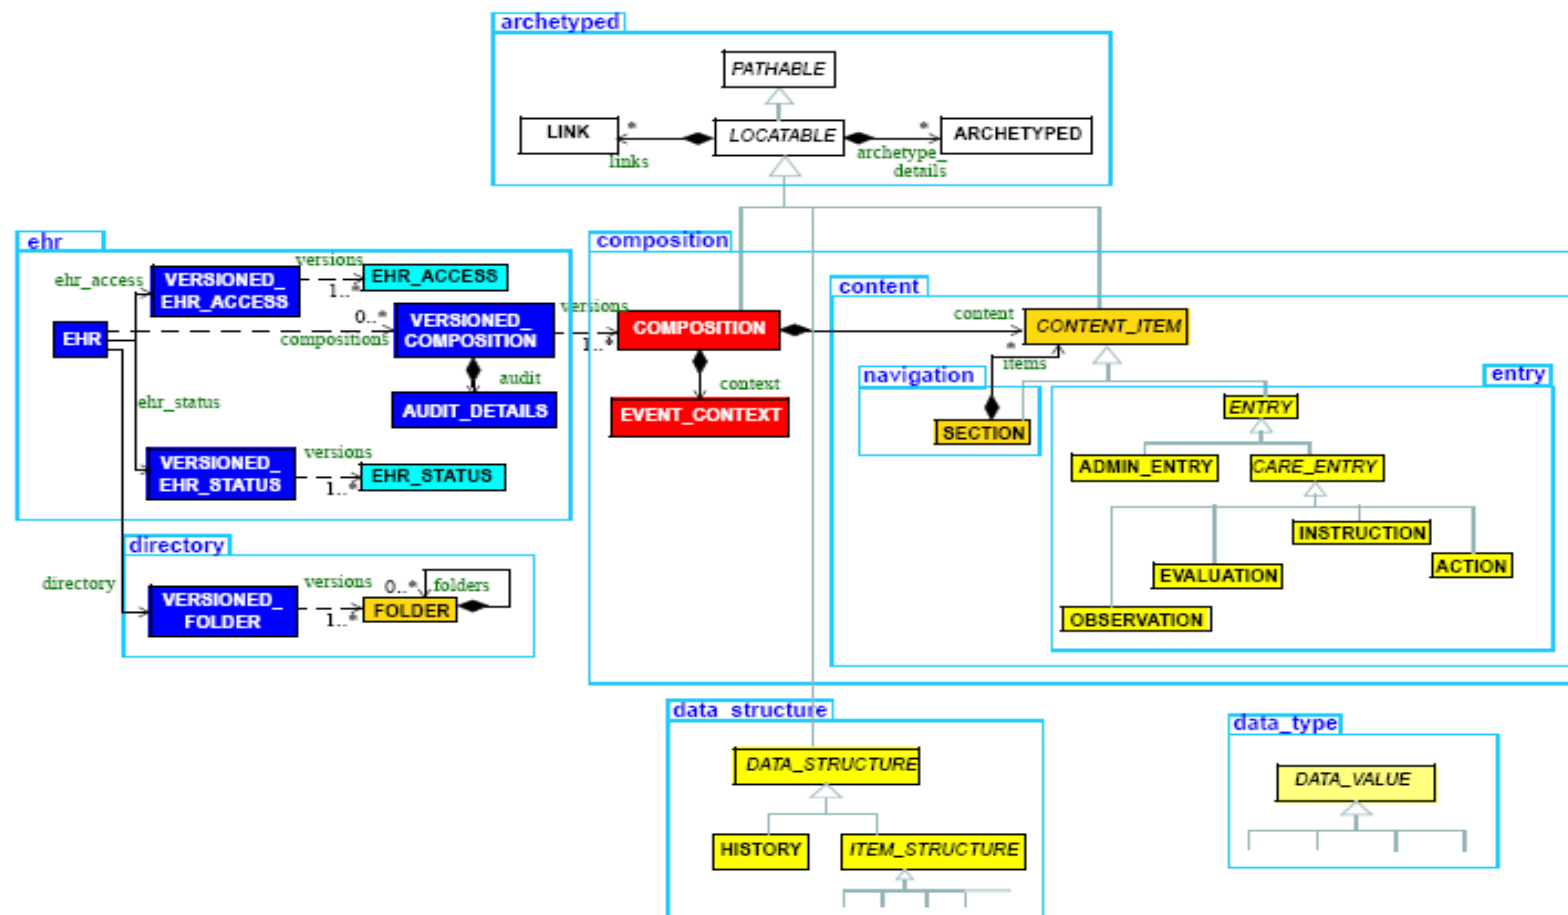 archetyped
PATHABLE
LINK
*
LOCATABLE
*
ARCHETYPED
links
archetype_
details
ehr
ehr_access
VERSIONED_
EHR_ACCESS
versions
1..*
EHR_ACCESS
EHR
0..*
compositions
VERSIONED_
COMPOSITION
versions
1..*
audit
AUDIT_DETAILS
ehr_status
VERSIONED_
EHR_STATUS
versions
1..*
EHR_STATUS
directory
directory
VERSIONED_
FOLDER
versions
1..*
0..*
folders
FOLDER
composition
COMPOSITION
context
EVENT_CONTEXT
content
content
*
CONTENT_ITEM
items
navigation
SECTION
entry
ENTRY
ADMIN_ENTRY
CARE_ENTRY
INSTRUCTION
ACTION
EVALUATION
OBSERVATION
data structure
DATA_STRUCTURE
HISTORY
ITEM_STRUCTURE
data_type
DATA_VALUE